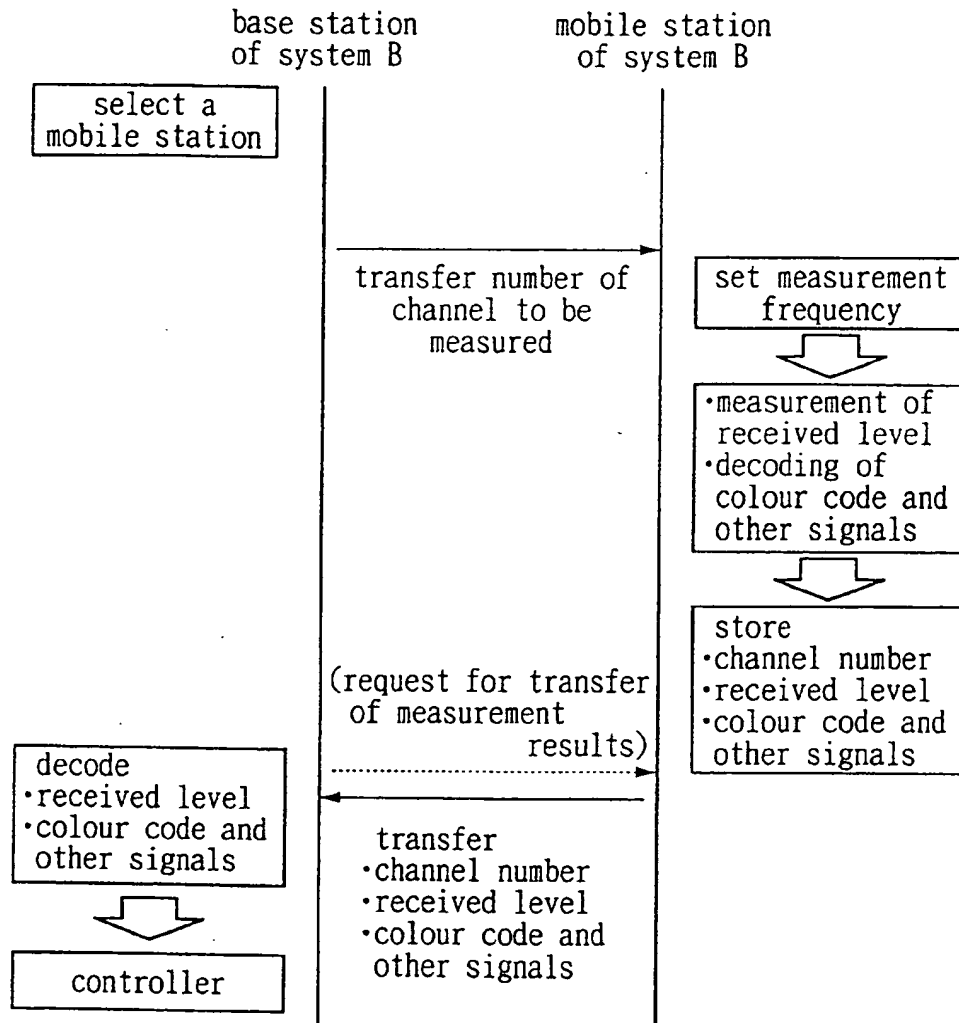 base station
of system B
mobile station
of system B
select a
mobile station
transfer number of
channel to be
measured
set measurement
frequency
·measurement of
received level
·decoding of
colour code and
other signals
store
·channel number
·received level
·colour code and
other signals
(request for transfer
of measurement
results)
decode
·received level
·colour code and
other signals
transfer
·channel number
·received level
·colour code and
other signals
controller